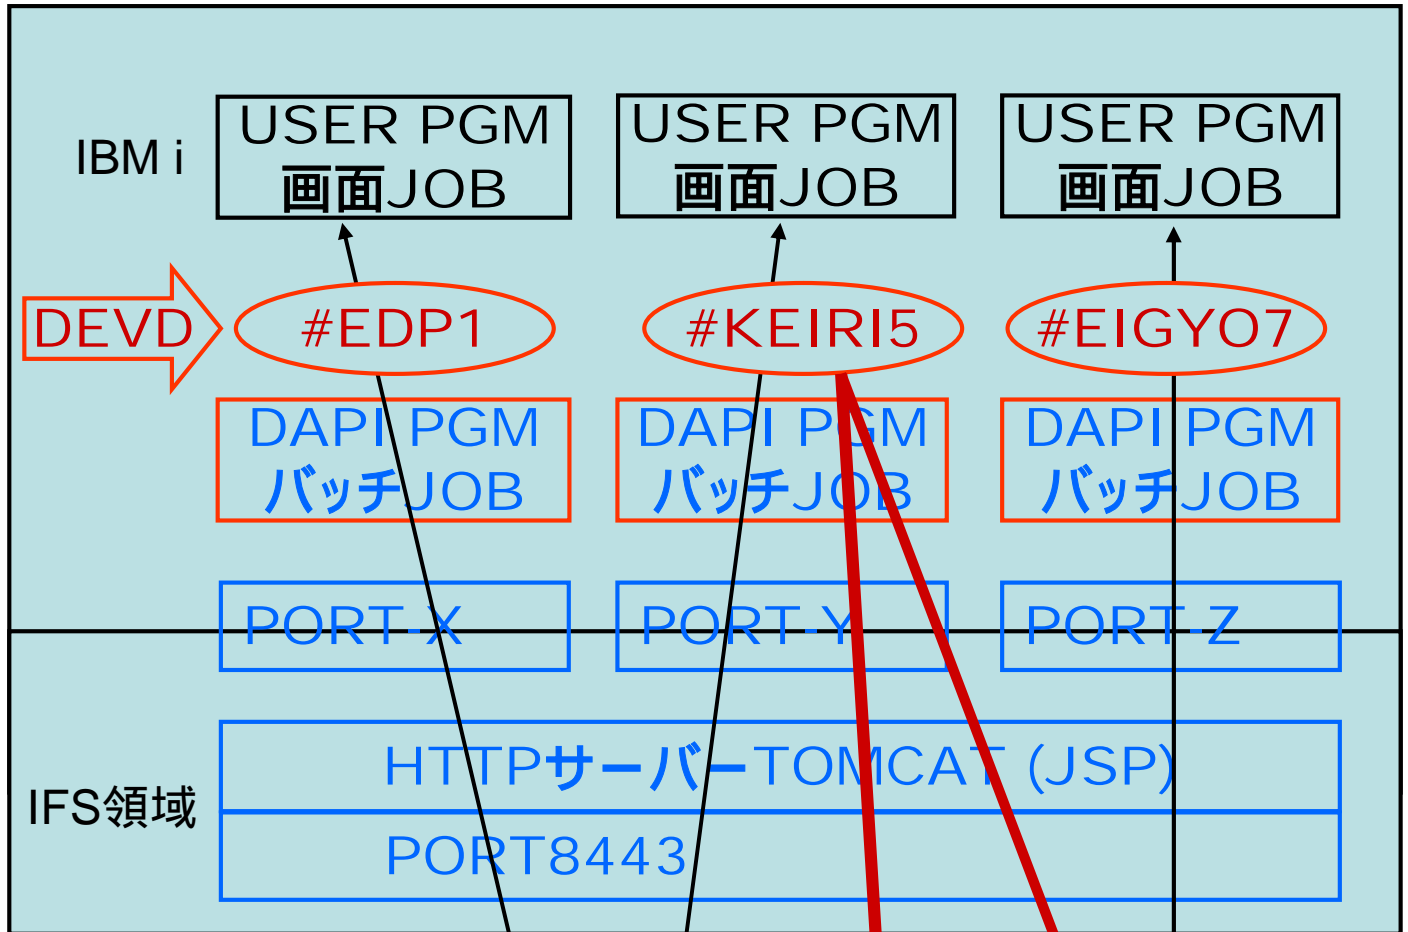 USER PGM
画面JOB
USER PGM
画面JOB
USER PGM
画面JOB
IBM i
DEVD
#EDP1
#KEIRI5
#EIGYO7
DAPI PGM
バッチJOB
DAPI PGM
バッチJOB
DAPI PGM
バッチJOB
PORT-X
PORT-Y
PORT-Z
HTTPサーバーTOMCAT (JSP)
IFS領域
PORT8443